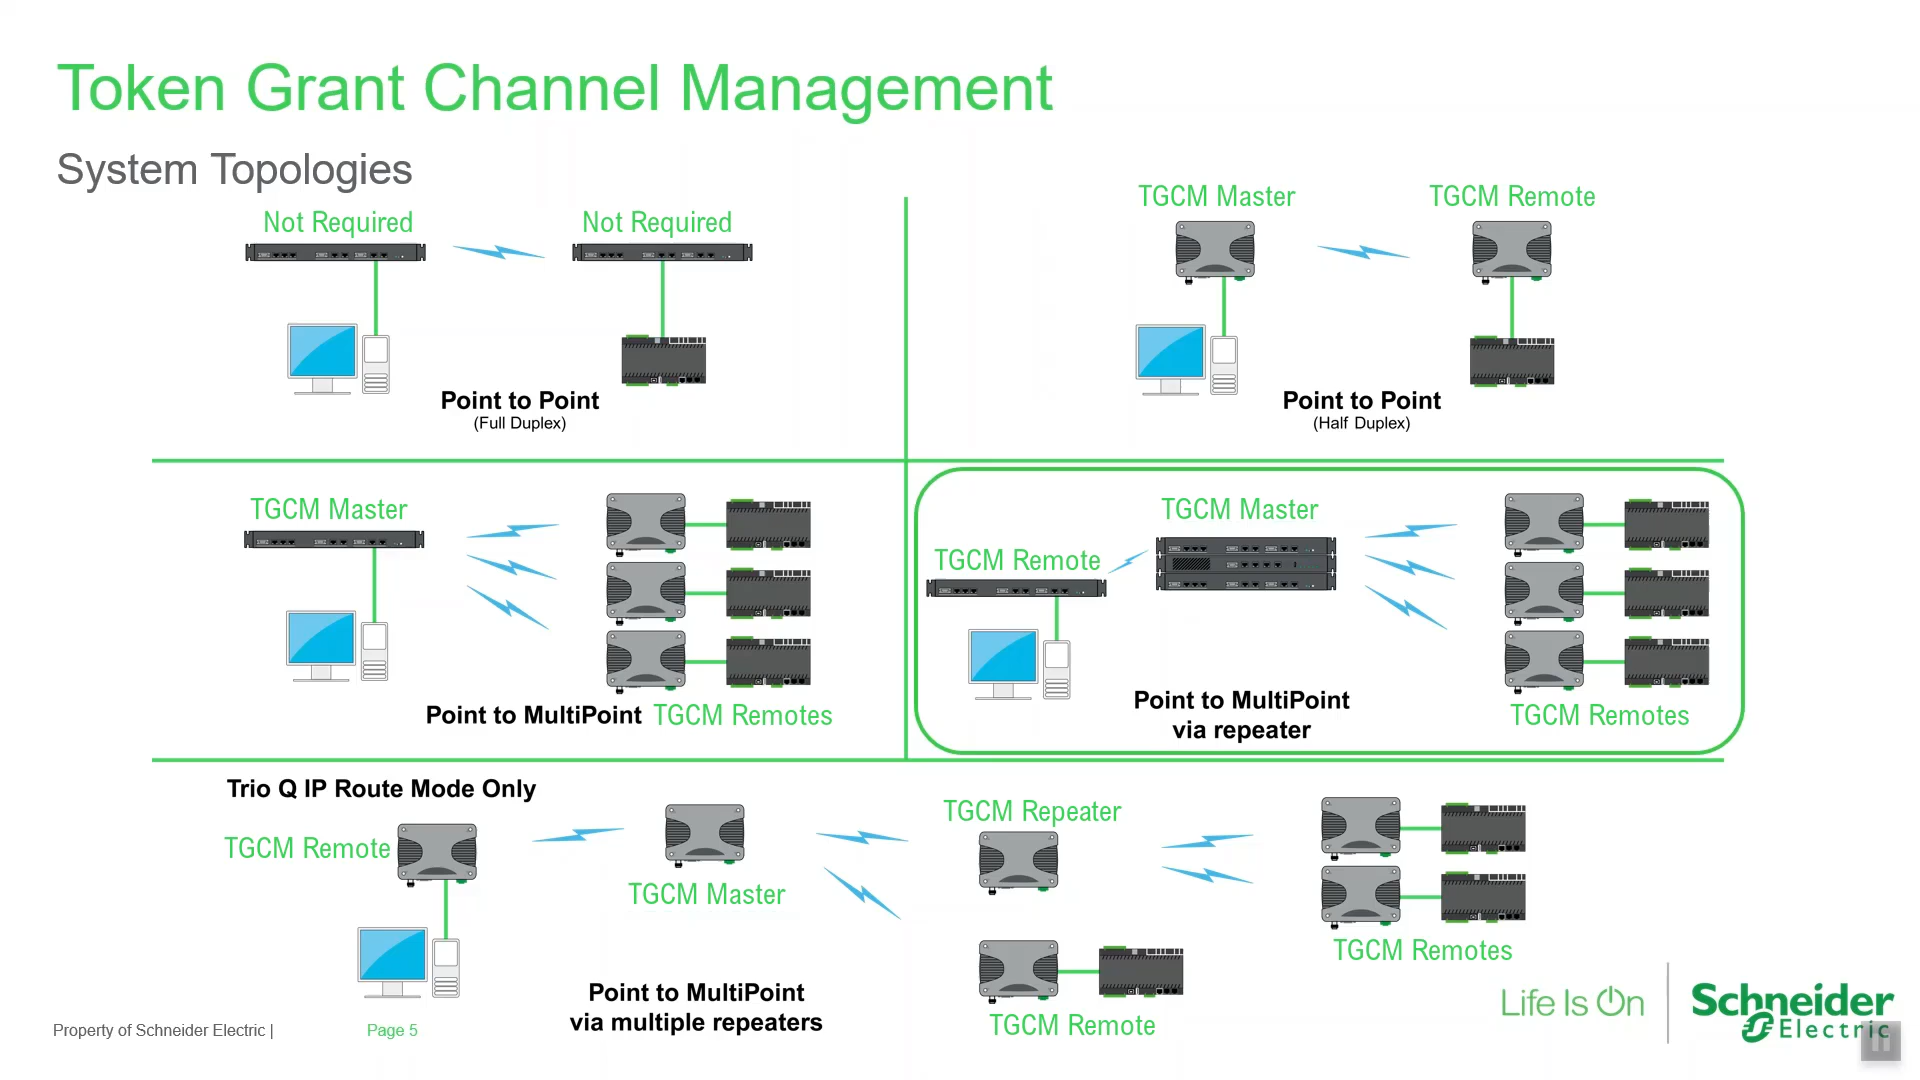 Token Grant Channel Management
System Topologies
Not Required
Not Required
Point to Point
(Full Duplex)
TGCM Master
TGCM Remote
Point to Point
(Half Duplex)
TGCM Master
Point to MultiPoint
TGCM Remotes
TGCM Remote
TGCM Master
Point to MultiPoint
via repeater
TGCM Remotes
Trio Q IP Route Mode Only
TGCM Remote
TGCM Master
TGCM Repeater
TGCM Remotes
TGCM Remote
Point to MultiPoint
via multiple repeaters
Property of Schneider Electric |
Page 5
Life Is On
Schneider
Electric